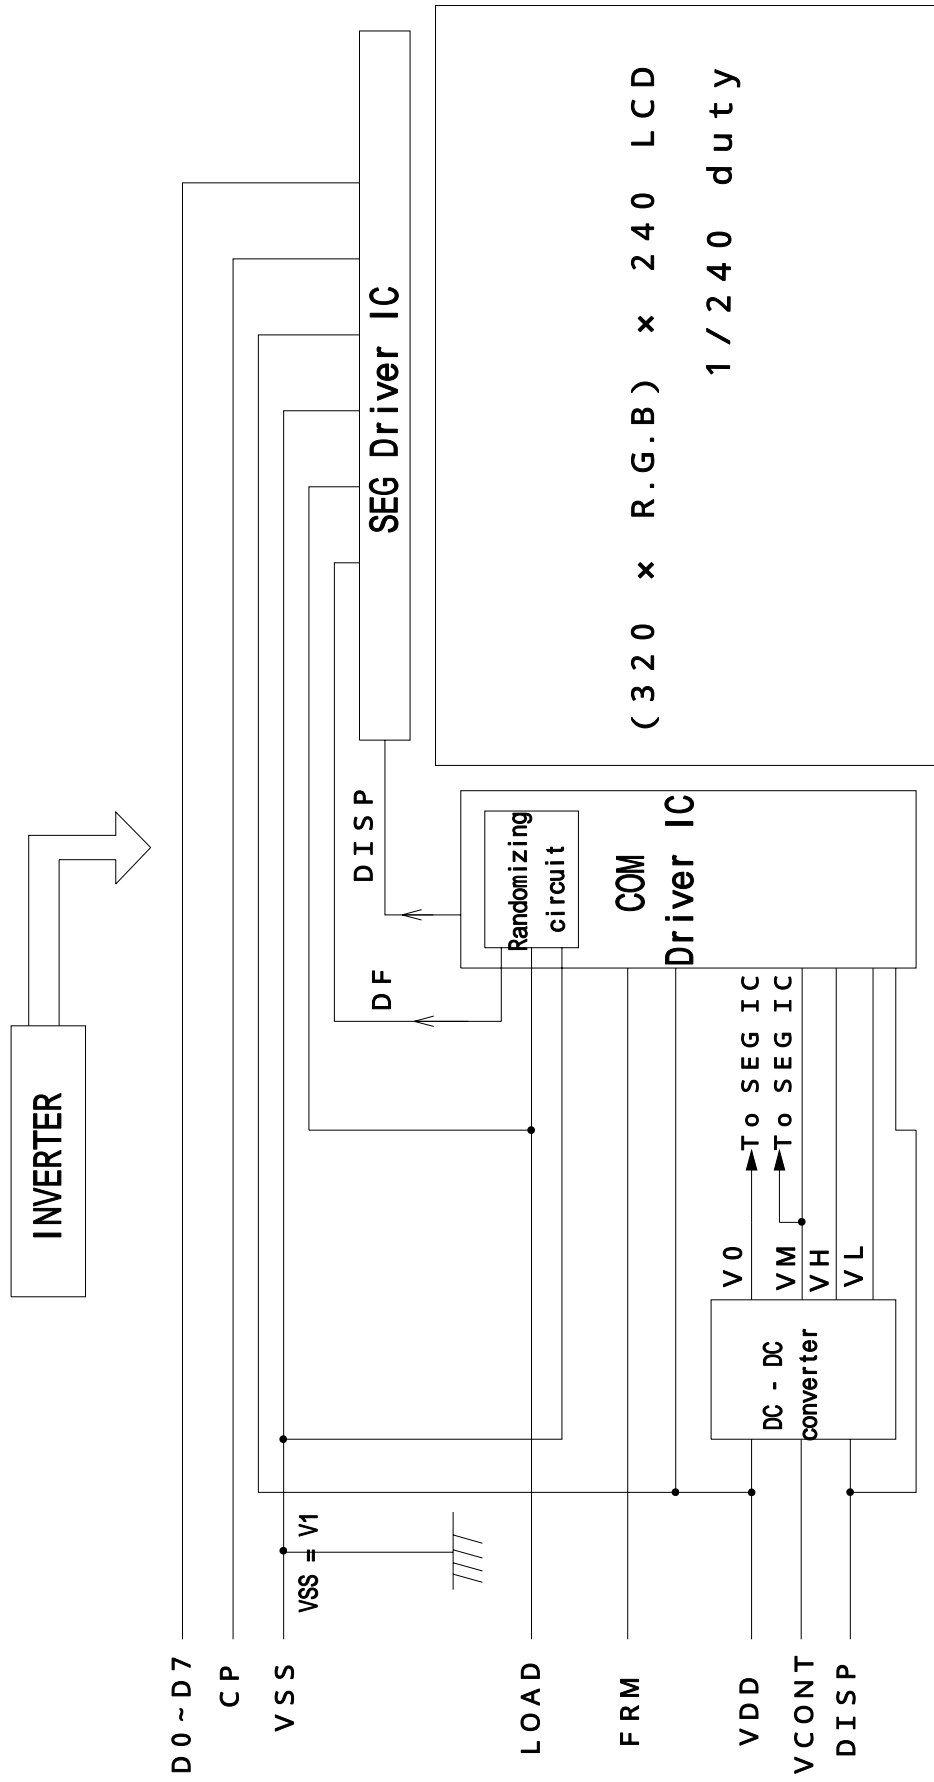 INVERTER
D0~D7
CP
VSS
VSS = V1
LOAD
FRM
VDD
VCONT
DISP
DC - DC
converter
V0
VM
VH
VL
To SEG IC
To SEG IC
DF
DISP
Randomizing
circuit
COM
Driver IC
SEG Driver IC
(320 × R.G.B) × 240 LCD
1/240 duty